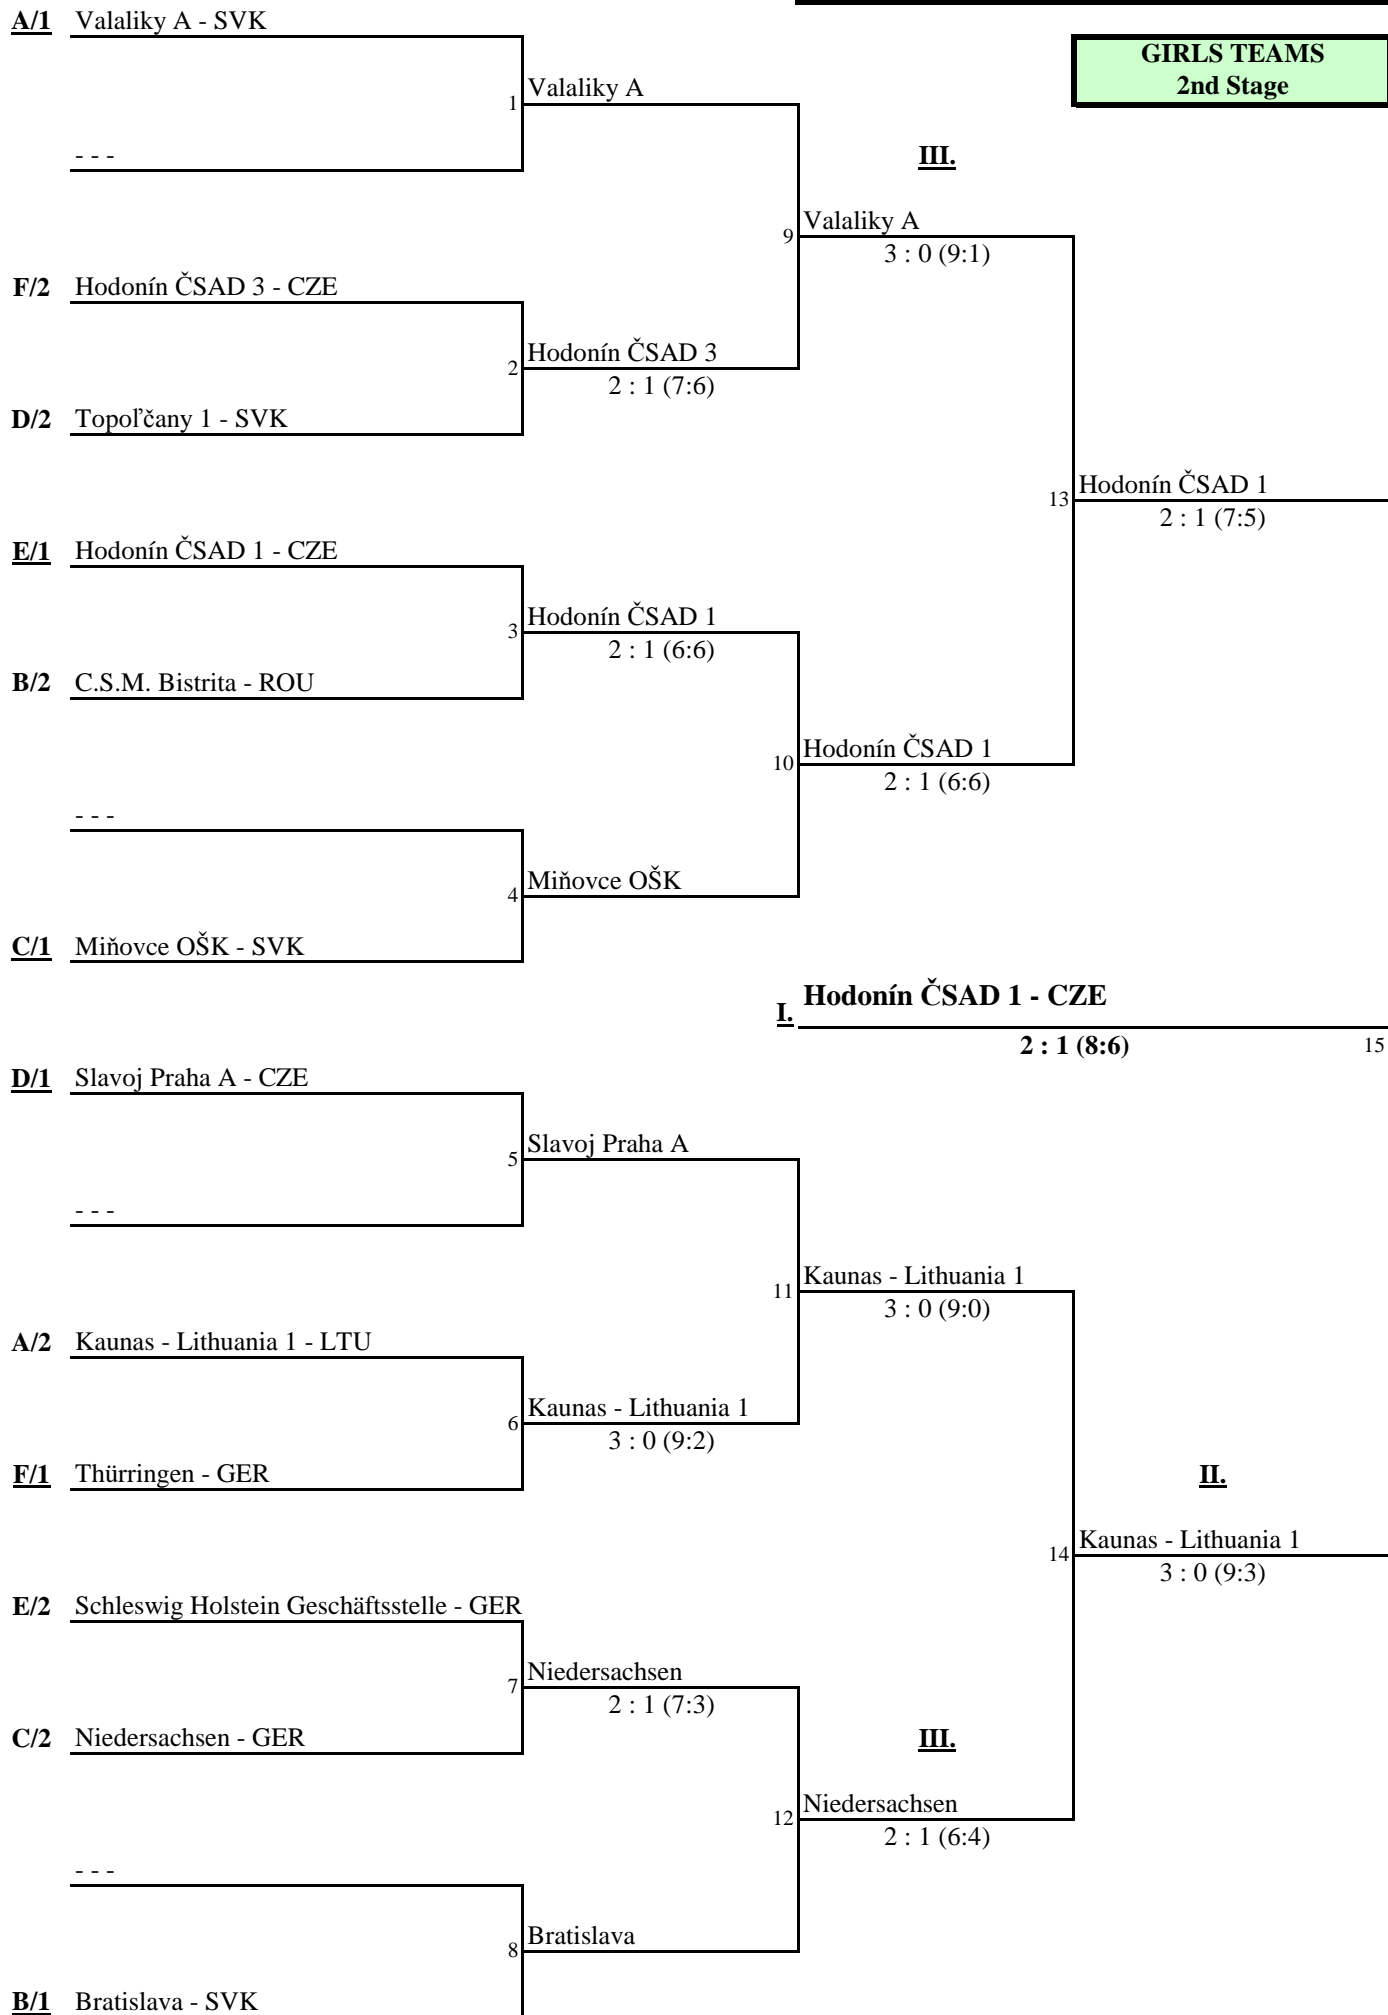 A/1 Valaliky A - SVK
GIRLS TEAMS
2nd Stage
1 Valaliky A
- - -
III.
9 Valaliky A
3 : 0 (9:1)
F/2 Hodonín ČSAD 3 - CZE
2 Hodonín ČSAD 3
2 : 1 (7:6)
D/2 Topoľčany 1 - SVK
13 Hodonín ČSAD 1
2 : 1 (7:5)
E/1 Hodonín ČSAD 1 - CZE
3 Hodonín ČSAD 1
2 : 1 (6:6)
B/2 C.S.M. Bistrita - ROU
10 Hodonín ČSAD 1
2 : 1 (6:6)
- - -
4 Miňovce OŠK
C/1 Miňovce OŠK - SVK
I. Hodonín ČSAD 1 - CZE
2 : 1 (8:6) 15
D/1 Slavoj Praha A - CZE
5 Slavoj Praha A
- - -
11 Kaunas - Lithuania 1
3 : 0 (9:0)
A/2 Kaunas - Lithuania 1 - LTU
6 Kaunas - Lithuania 1
3 : 0 (9:2)
F/1 Thürringen - GER
II.
14 Kaunas - Lithuania 1
3 : 0 (9:3)
E/2 Schleswig Holstein Geschäftsstelle - GER
7 Niedersachsen
2 : 1 (7:3)
C/2 Niedersachsen - GER
III.
12 Niedersachsen
2 : 1 (6:4)
- - -
8 Bratislava
B/1 Bratislava - SVK